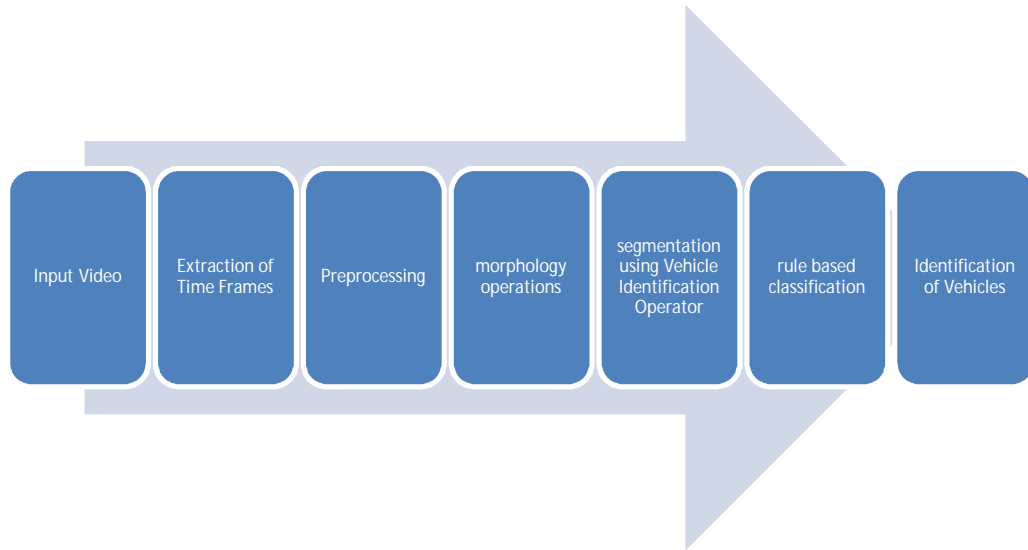 Input Video
Extraction of
Time Frames
Preprocessing
morphology
operations
segmentation
using Vehicle
Identification
Operator
rule based
classification
Identification
of Vehicles